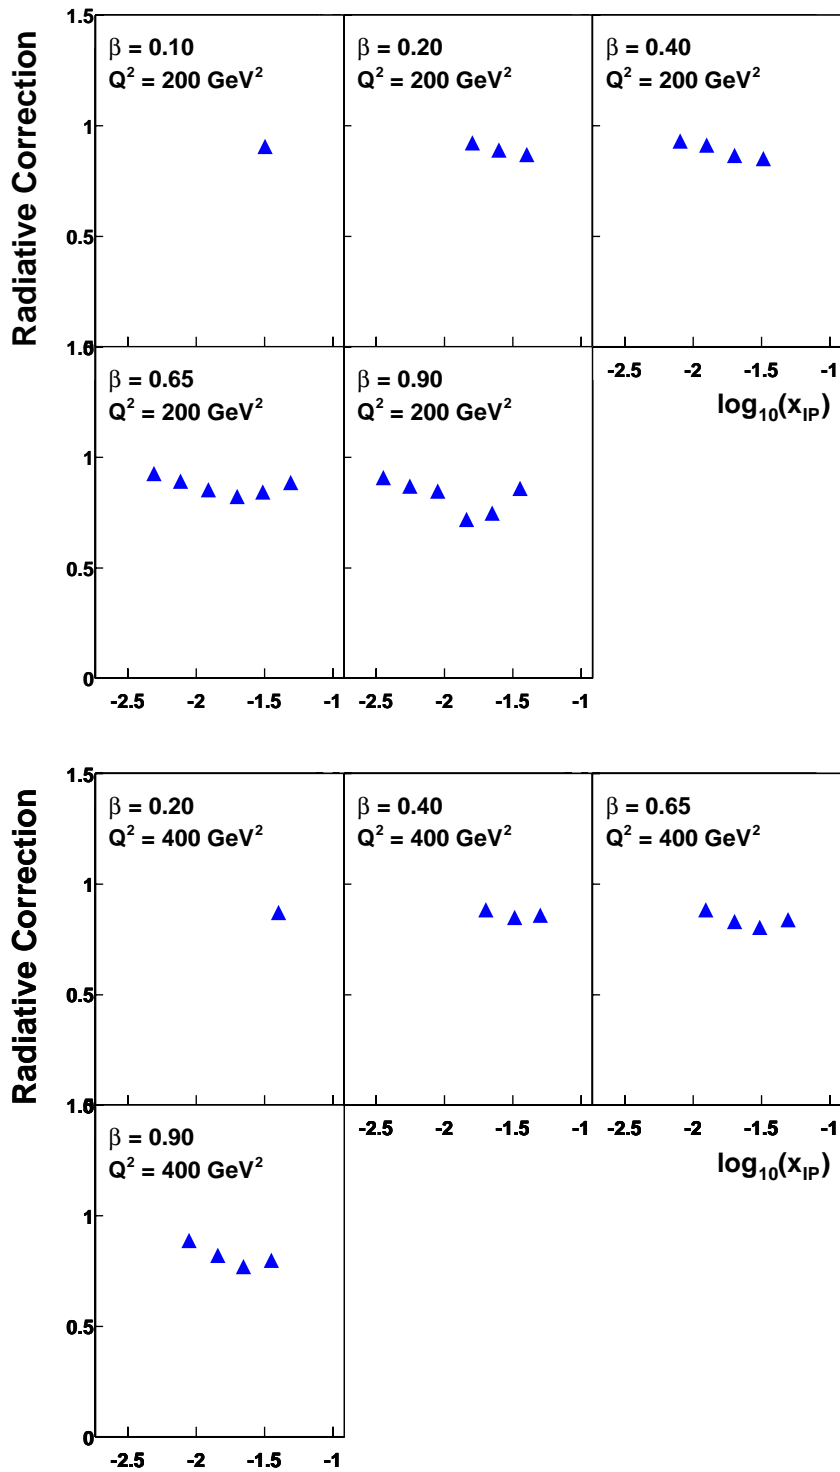 Radiative Correction
1.5
1
0.5
0
β = 0.10
Q² = 200 GeV²
β = 0.20
Q² = 200 GeV²
β = 0.40
Q² = 200 GeV²
-2.5 -2 -1.5 -1
log₁₀(x_IP)
1.5
1
0.5
0
β = 0.65
Q² = 200 GeV²
β = 0.90
Q² = 200 GeV²
-2.5 -2 -1.5 -1
-2.5 -2 -1.5 -1
Radiative Correction
1.5
1
0.5
0
β = 0.20
Q² = 400 GeV²
β = 0.40
Q² = 400 GeV²
β = 0.65
Q² = 400 GeV²
-2.5 -2 -1.5 -1
-2.5 -2 -1.5 -1
log₁₀(x_IP)
1.5
1
0.5
0
β = 0.90
Q² = 400 GeV²
-2.5 -2 -1.5 -1